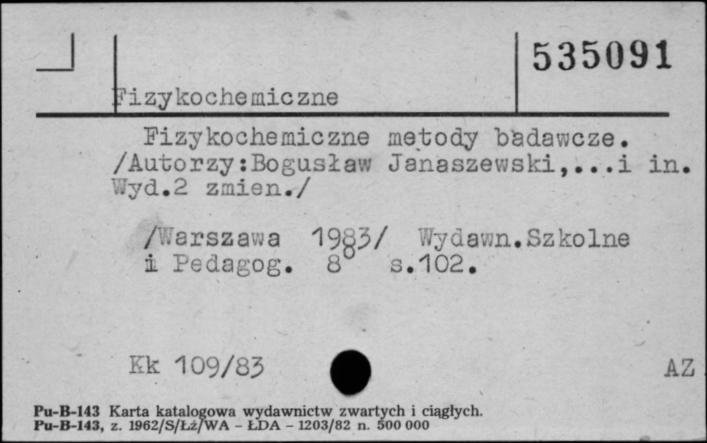 535091
Fizykochemiczne
Fizykochemiczne metody badawcze.
/Autorzy:Bogusław Janaszewski,...i in.
Wyd.2 zmien./
/Warszawa 1983/ Wydawn.Szkolne
i Pedagog. 8° s.102.
Kk 109/83
AZ
Pu-B-143 Karta katalogowa wydawnictw zwartych i ciągłych.
Pu-B-143, z. 1962/S/Łż/WA - ŁDA - 1203/82 n. 500 000